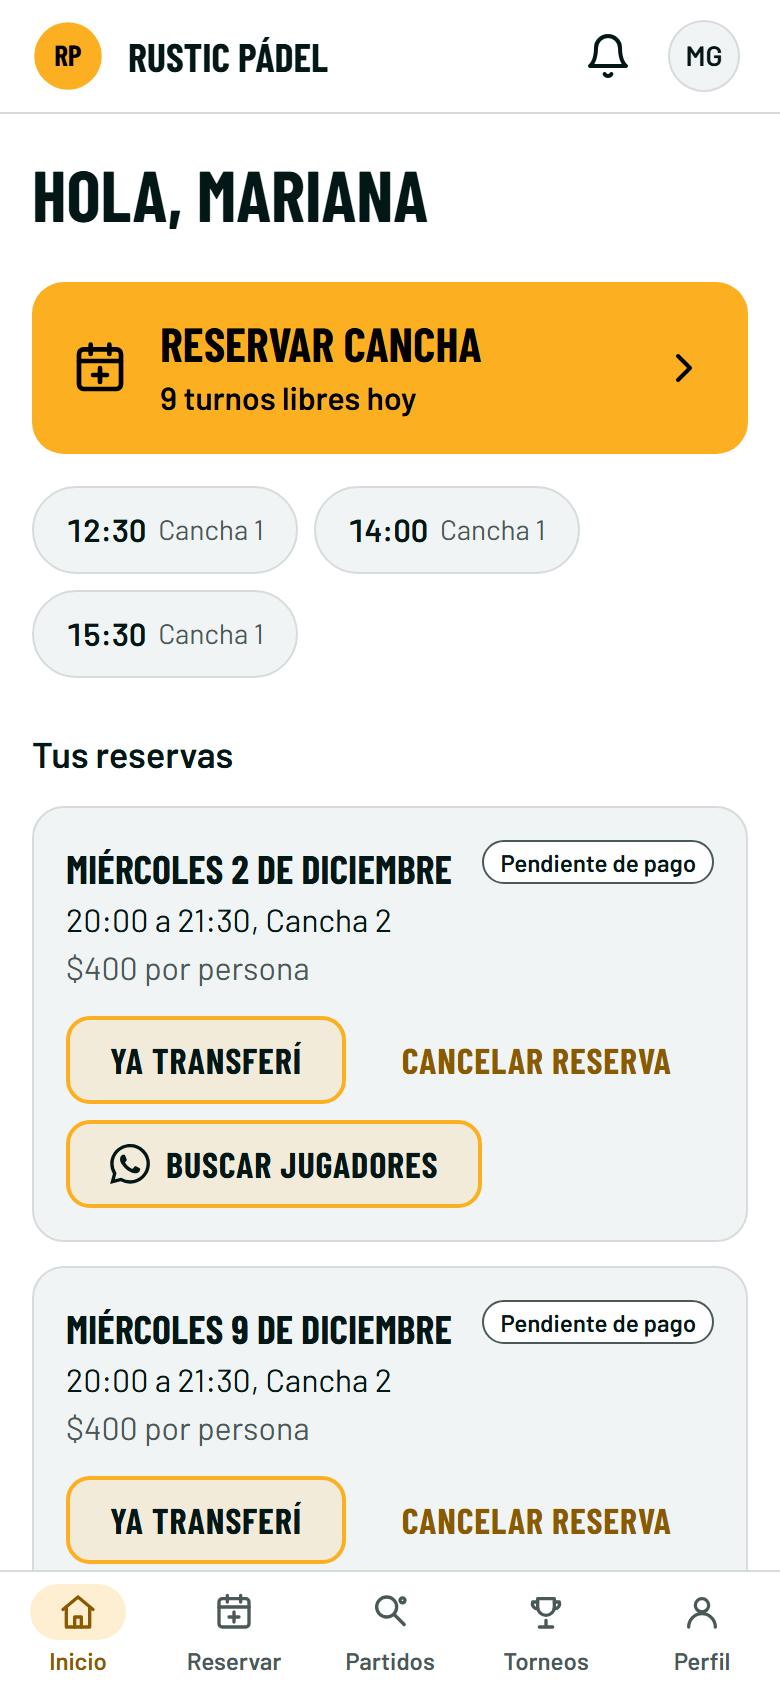 RP RUSTIC PÁDEL MG
HOLA, MARIANA
RESERVAR CANCHA
9 turnos libres hoy
12:30 Cancha 1 14:00 Cancha 1
15:30 Cancha 1
Tus reservas
MIÉRCOLES 2 DE DICIEMBRE Pendiente de pago
20:00 a 21:30, Cancha 2
$400 por persona
YA TRANSFERÍ CANCELAR RESERVA
BUSCAR JUGADORES
MIÉRCOLES 9 DE DICIEMBRE Pendiente de pago
20:00 a 21:30, Cancha 2
$400 por persona
YA TRANSFERÍ CANCELAR RESERVA
Inicio Reservar Partidos Torneos Perfil